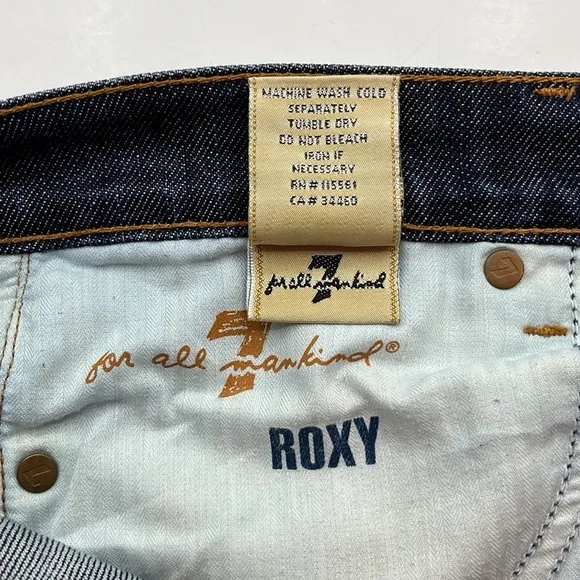 MACHINE WASH COLD
SEPARATELY
TUMBLE DRY
DO NOT BLEACH
IRON IF
NECESSARY
RN # 115561
CA # 34460
for all 7 mankind
for all 7 mankind®
ROXY